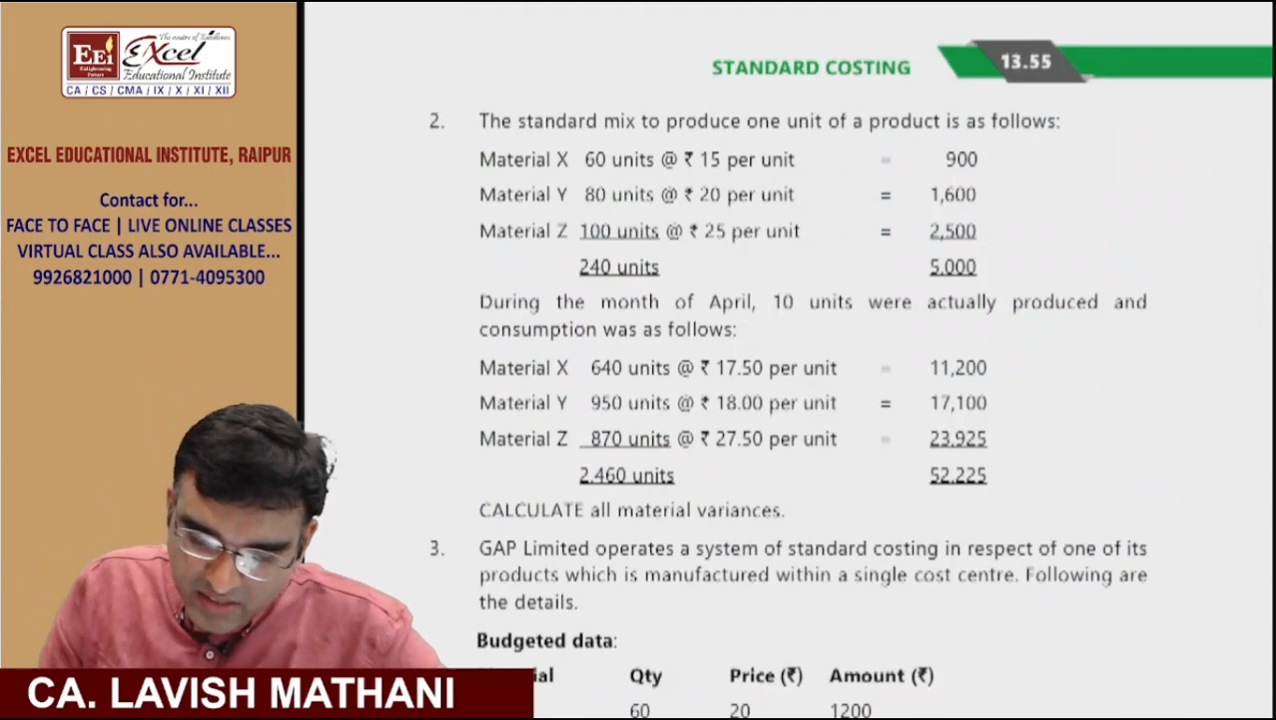 The centre of Excellence
EEi
Enlightening Future
Excel
Educational Institute
CA / CS / CMA / IX / X / XI / XII
EXCEL EDUCATIONAL INSTITUTE, RAIPUR
Contact for...
FACE TO FACE | LIVE ONLINE CLASSES
VIRTUAL CLASS ALSO AVAILABLE...
9926821000 | 0771-4095300
STANDARD COSTING 13.55
2. The standard mix to produce one unit of a product is as follows:
Material X 60 units @ ₹ 15 per unit = 900
Material Y 80 units @ ₹ 20 per unit = 1,600
Material Z 100 units @ ₹ 25 per unit = 2,500
240 units 5,000
During the month of April, 10 units were actually produced and
consumption was as follows:
Material X 640 units @ ₹ 17.50 per unit = 11,200
Material Y 950 units @ ₹ 18.00 per unit = 17,100
Material Z 870 units @ ₹ 27.50 per unit = 23,925
2,460 units 52,225
CALCULATE all material variances.
3. GAP Limited operates a system of standard costing in respect of one of its
products which is manufactured within a single cost centre. Following are
the details.
Budgeted data:
ial Qty Price (₹) Amount (₹)
60 20 1200
CA. LAVISH MATHANI